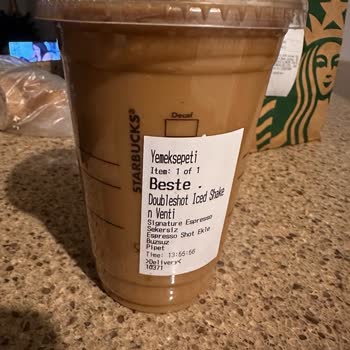 Decaf
STARBUCKS
Yemeksepeti
Item: 1 of 1
Beste .
Doubleshot Iced Shake
n Venti
Signature Espresso
Sekersiz
Espresso Shot Ekle
Buzsuz
Pipet
Time: 13:55:56
>Delivery<
10371